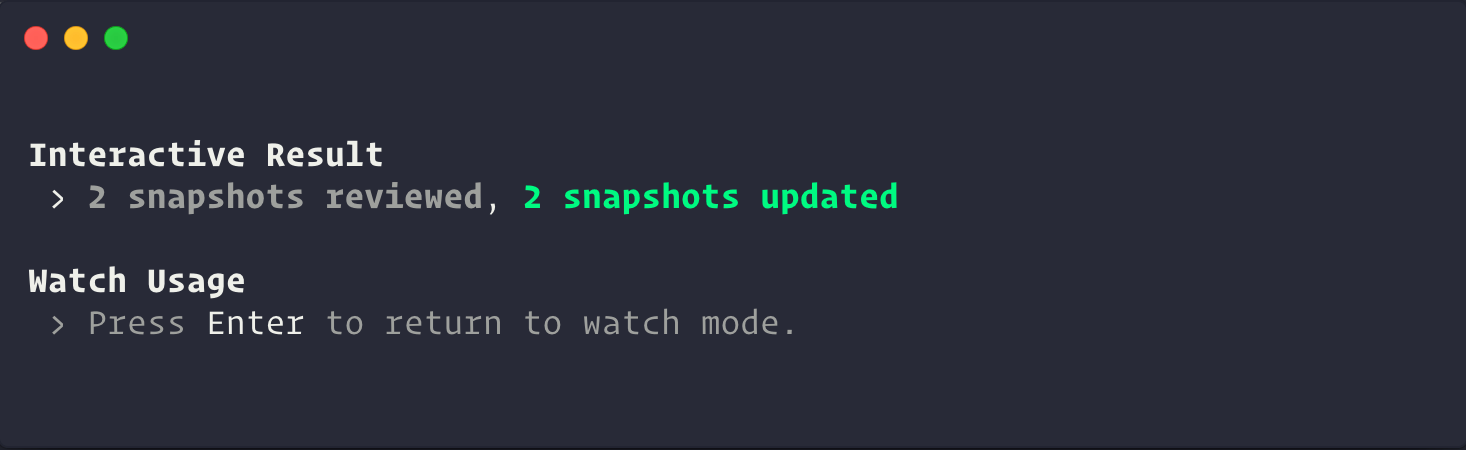 Interactive Result
› 2 snapshots reviewed, 2 snapshots updated
Watch Usage
› Press Enter to return to watch mode.